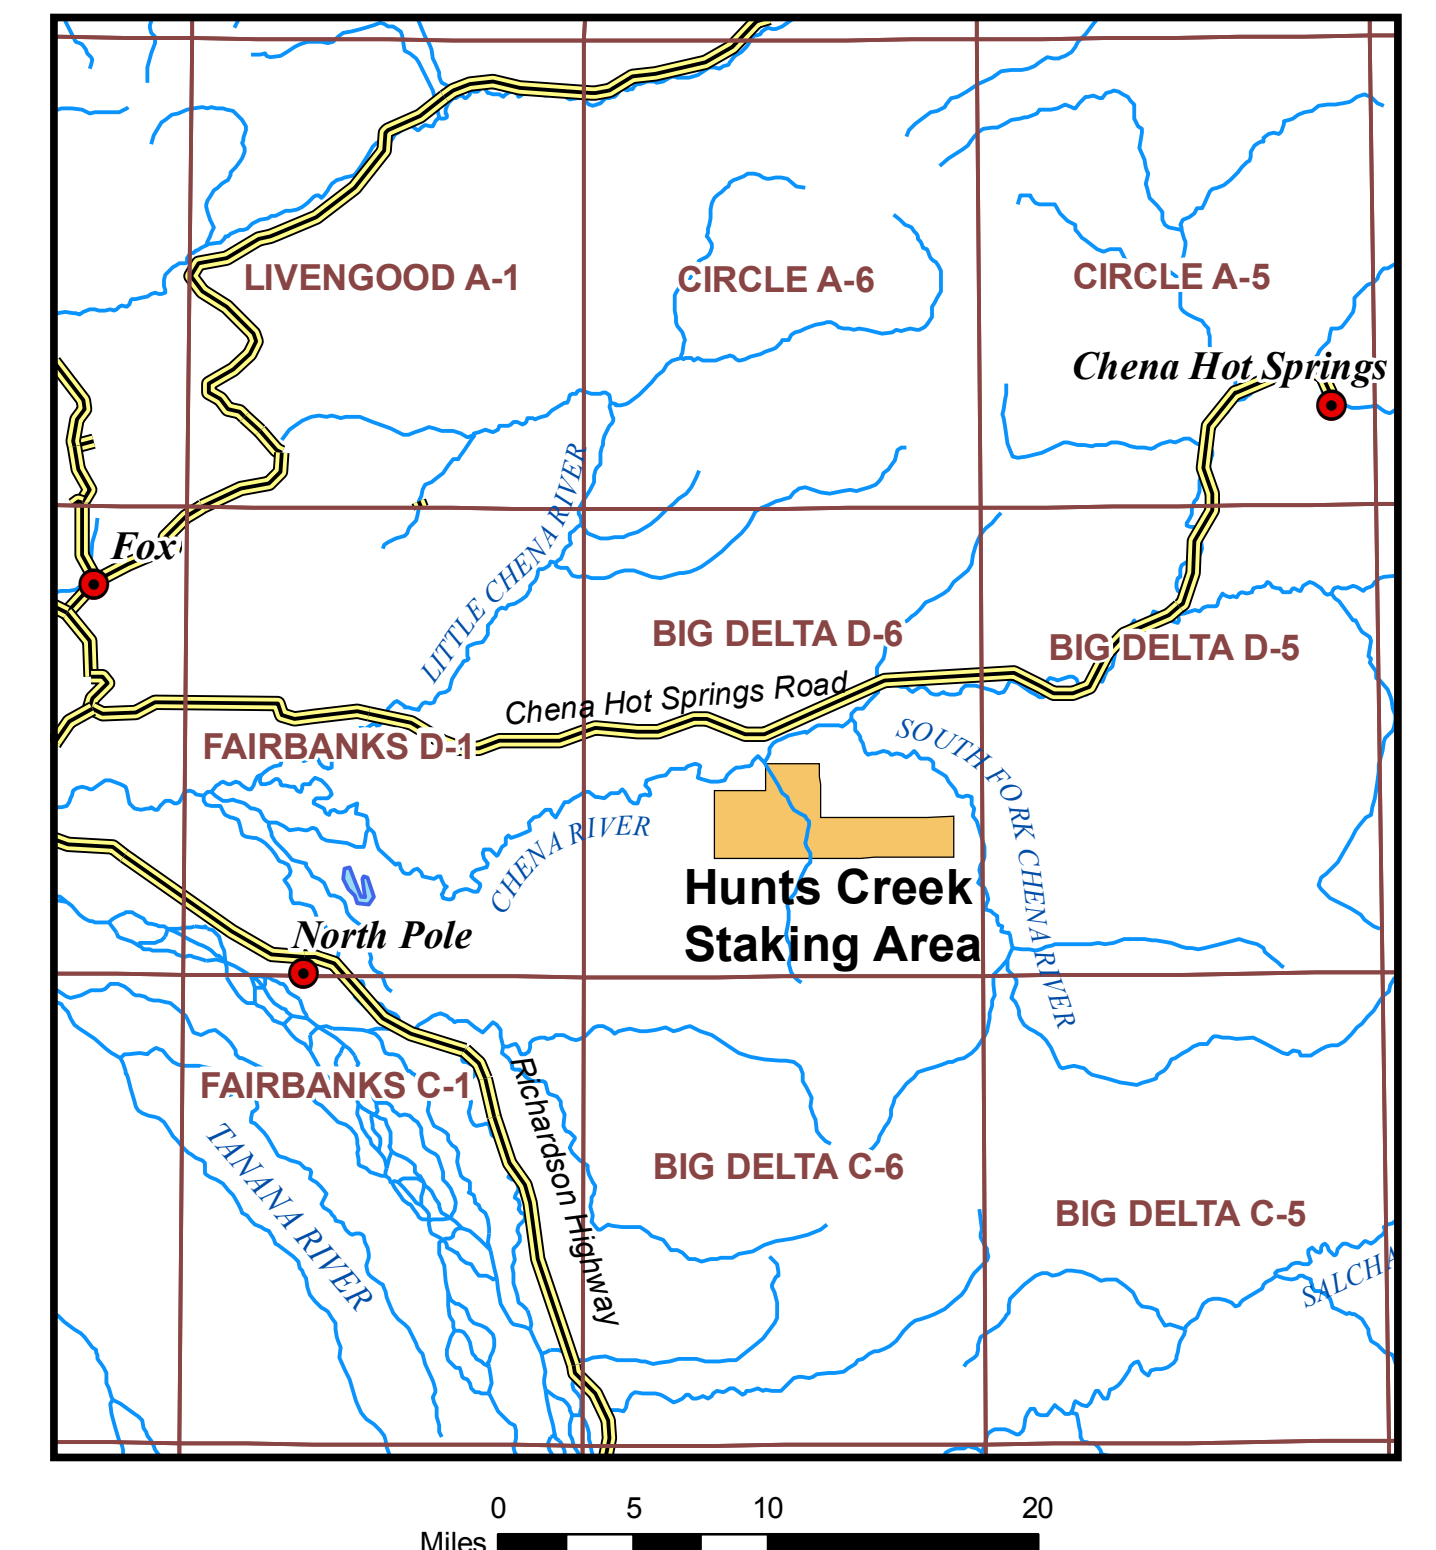 LIVENGOOD A-1
CIRCLE A-6
CIRCLE A-5
Chena Hot Springs
LITTLE CHENA RIVER
Fox
BIG DELTA D-6
BIG DELTA D-5
Chena Hot Springs Road
FAIRBANKS D-1
SOUTH FORK CHENA RIVER
CHENA RIVER
Hunts Creek
Staking Area
North Pole
FAIRBANKS C-1
Richardson Highway
TANANA RIVER
BIG DELTA C-6
BIG DELTA C-5
SALCHA
0 5 10 20
Miles